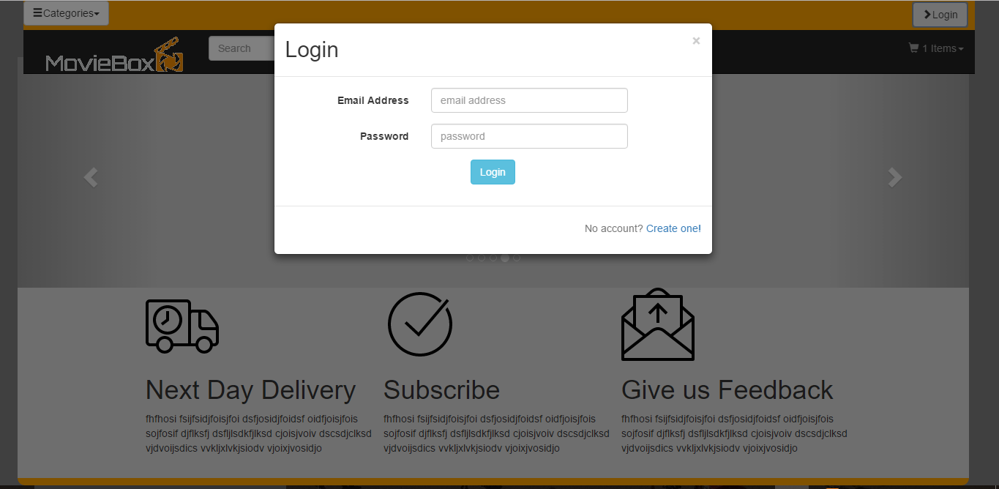 Categories
Login
MovieBox
Search
1 Items
Login
×
Email Address
email address
Password
password
Login
No account? Create one!
Next Day Delivery
fhfhosi fsijfsidjfoisjfoi dsfjosidjfoidsf oidfjoisjfois
sojfosif djflksfj dsfljlsdkfjlksd cjoisjvoiv dscsdjclksd
vjdvoijsdics vvkljxlvkjsiodv vjoixjvosidjo
Subscribe
fhfhosi fsijfsidjfoisjfoi dsfjosidjfoidsf oidfjoisjfois
sojfosif djflksfj dsfljlsdkfjlksd cjoisjvoiv dscsdjclksd
vjdvoijsdics vvkljxlvkjsiodv vjoixjvosidjo
Give us Feedback
fhfhosi fsijfsidjfoisjfoi dsfjosidjfoidsf oidfjoisjfois
sojfosif djflksfj dsfljlsdkfjlksd cjoisjvoiv dscsdjclksd
vjdvoijsdics vvkljxlvkjsiodv vjoixjvosidjo